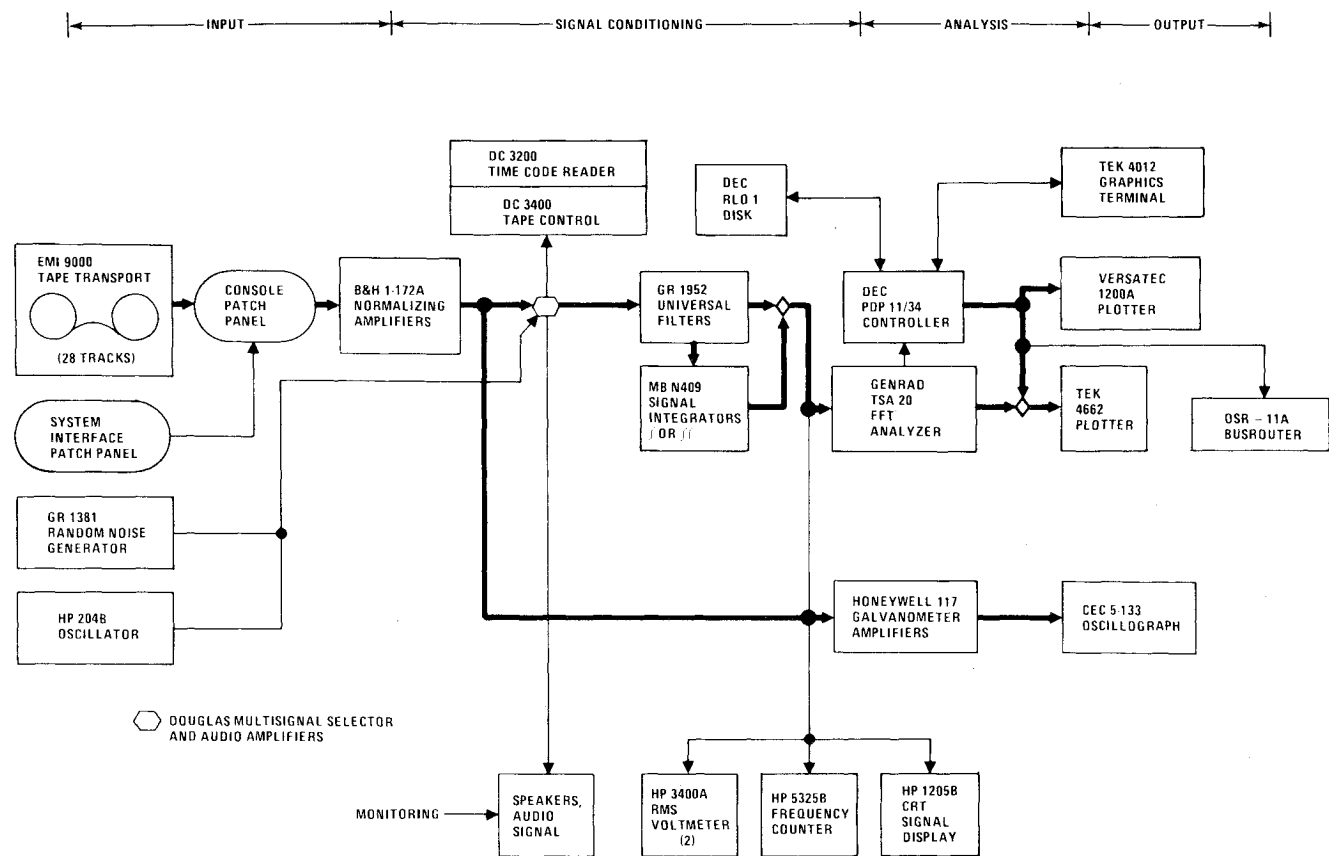 INPUT
SIGNAL CONDITIONING
ANALYSIS
OUTPUT
DC 3200
TIME CODE READER
DC 3400
TAPE CONTROL
DEC
RLO 1
DISK
TEK 4012
GRAPHICS
TERMINAL
EMI 9000
TAPE TRANSPORT
(28 TRACKS)
CONSOLE
PATCH
PANEL
B&H 1-172A
NORMALIZING
AMPLIFIERS
GR 1952
UNIVERSAL
FILTERS
DEC
PDP 11/34
CONTROLLER
VERSATEC
1200A
PLOTTER
MB N409
SIGNAL
INTEGRATORS
∫ OR ∬
GENRAD
TSA 20
FFT
ANALYZER
TEK
4662
PLOTTER
OSR - 11A
BUSROUTER
SYSTEM
INTERFACE
PATCH PANEL
GR 1381
RANDOM NOISE
GENERATOR
HP 204B
OSCILLATOR
HONEYWELL 117
GALVANOMETER
AMPLIFIERS
CEC 5-133
OSCILLOGRAPH
DOUGLAS MULTISIGNAL SELECTOR
AND AUDIO AMPLIFIERS
MONITORING
SPEAKERS,
AUDIO
SIGNAL
HP 3400A
RMS
VOLTMETER
(2)
HP 5325B
FREQUENCY
COUNTER
HP 1205B
CRT
SIGNAL
DISPLAY